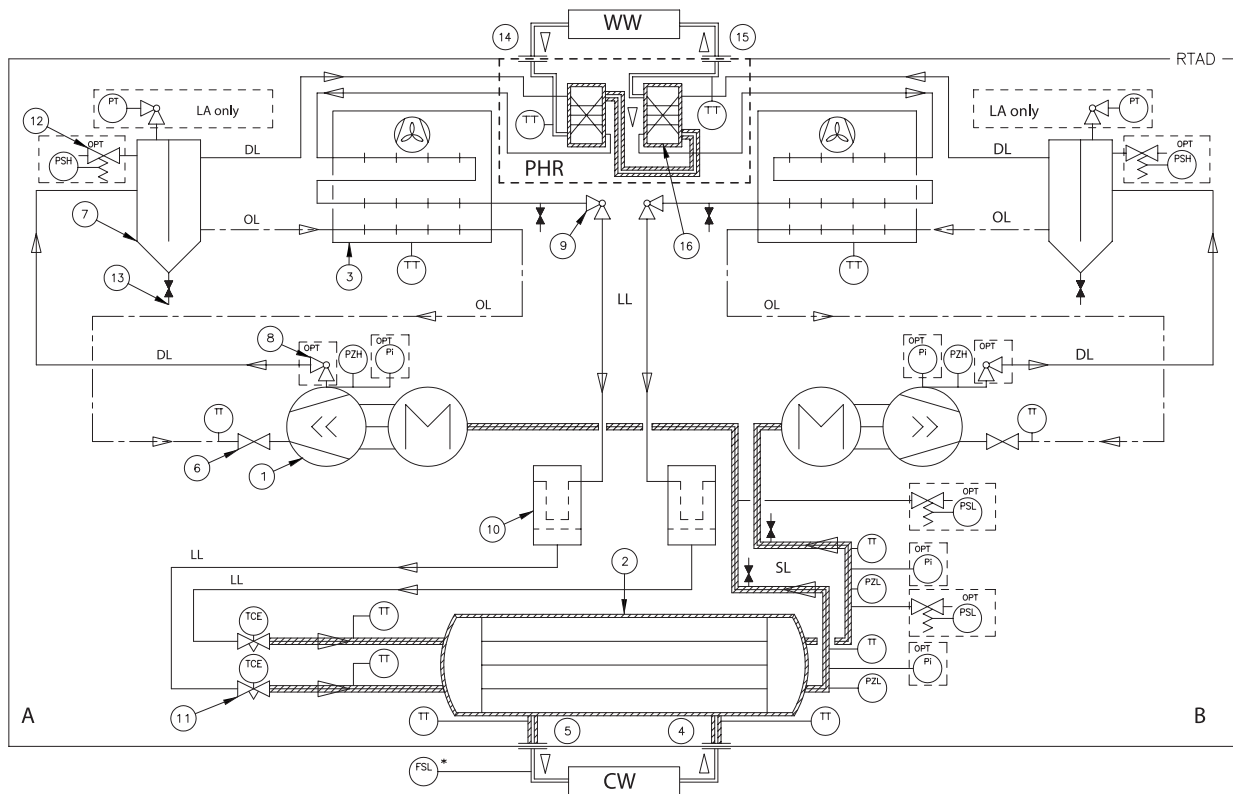 WW
14
15
RTAD
PT
LA only
LA only
PT
12
OPT
PSH
DL
TT
TT
DL
OPT
PSH
PHR
7
OL
9
16
OL
3
TT
TT
13
OL
LL
OL
8
OPT
PZH
OPT
Pi
OPT
Pi
PZH
OPT
DL
DL
TT
TT
6
1
10
OPT
PSL
LL
TT
2
SL
OPT
Pi
LL
PZL
OPT
PSL
TCE
TT
TT
OPT
Pi
TCE
TT
PZL
11
A
TT
5
4
TT
B
FSL *
CW